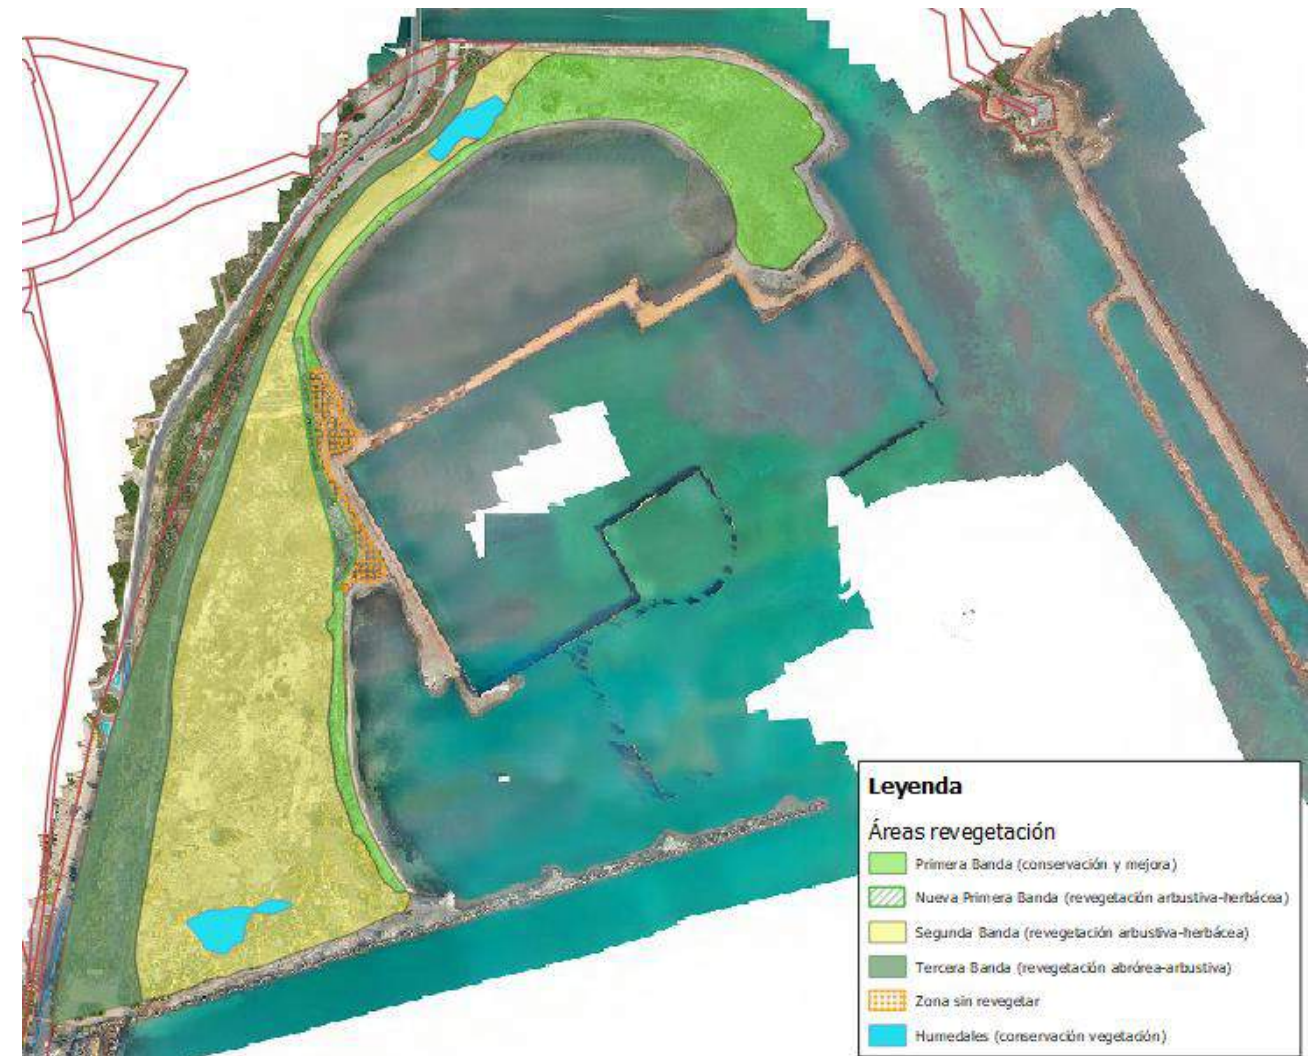 Leyenda
Áreas revegetación
Primera Banda (conservación y mejora)
Nueva Primera Banda (revegetación arbustiva-herbácea)
Segunda Banda (revegetación arbustiva-herbácea)
Tercera Banda (revegetación abrórea-arbustiva)
Zona sin revegetar
Humedales (conservación vegetación)